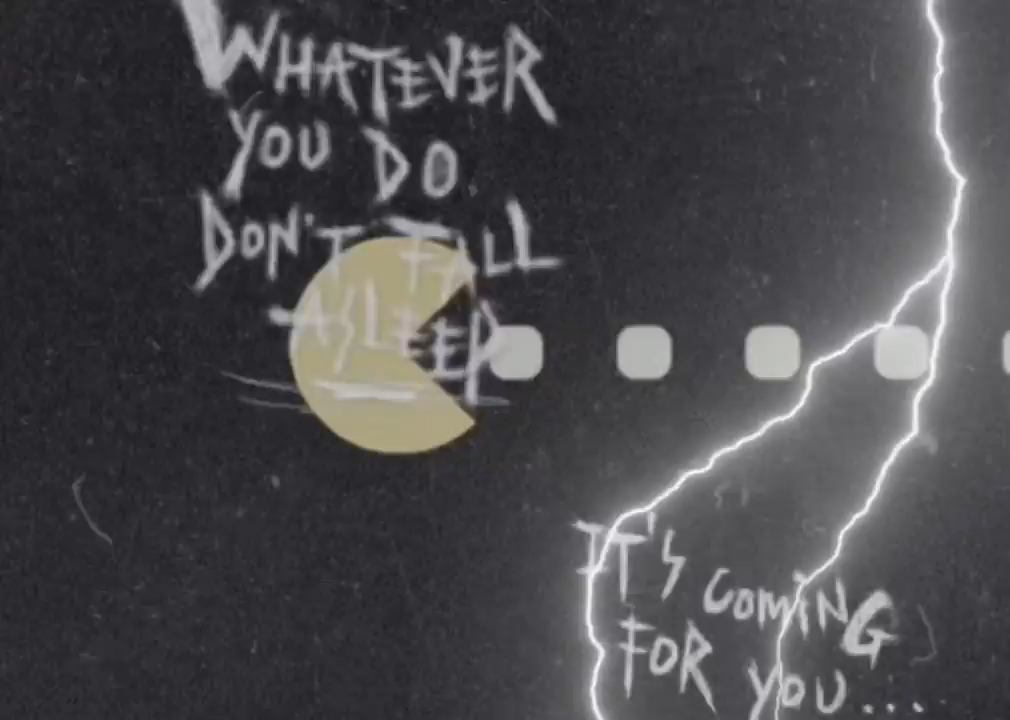 WHATEVER
YOU DO
DON'T FALL
ASLEEP
IT'S COMING
FOR YOU....